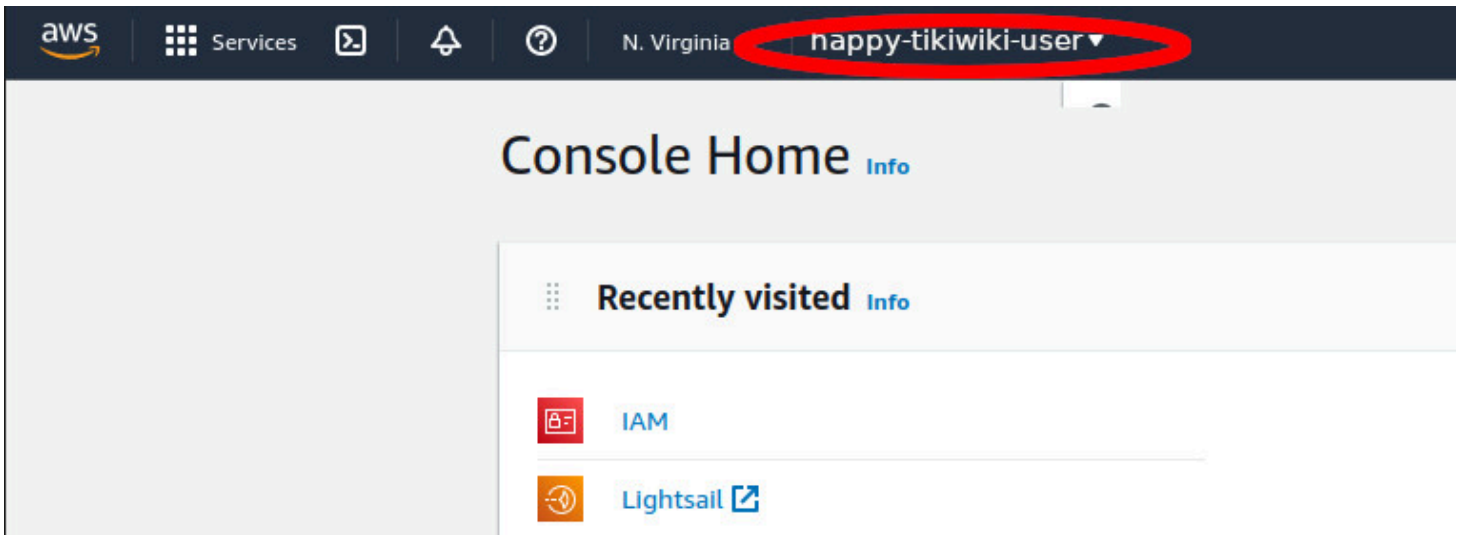 aws Services N. Virginia happy-tikiwiki-user
Console Home Info
Recently visited Info
IAM
Lightsail